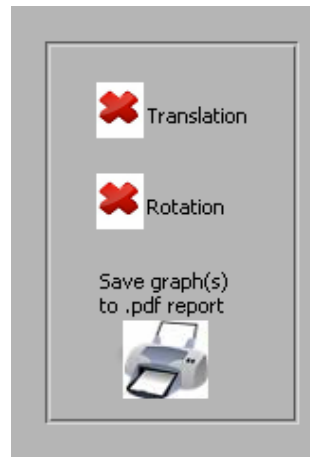 Translation
Rotation
Save graph(s)
to .pdf report